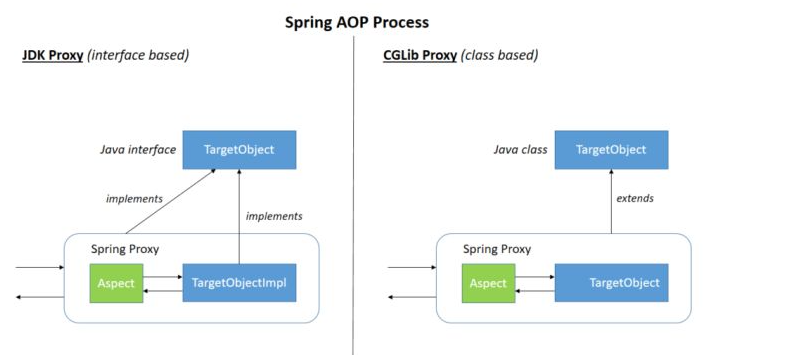 Spring AOP Process
JDK Proxy (interface based)
Java interface
TargetObject
implements
implements
Spring Proxy
Aspect
TargetObjectImpl
CGLib Proxy (class based)
Java class
TargetObject
extends
Spring Proxy
Aspect
TargetObject